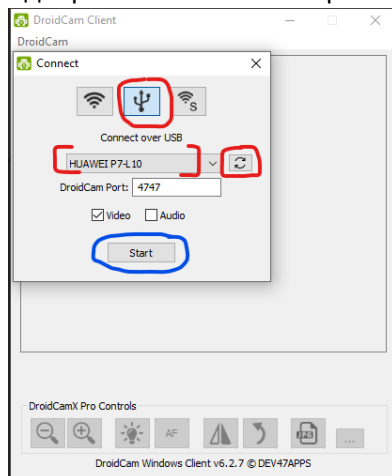 DroidCam Client
DroidCam
Connect
S
Connect over USB
HUAWEI P7-L10
DroidCam Port: 4747
Video Audio
Start
DroidCamX Pro Controls
AF
JPG
...
DroidCam Windows Client v6.2.7 © DEV47APPS